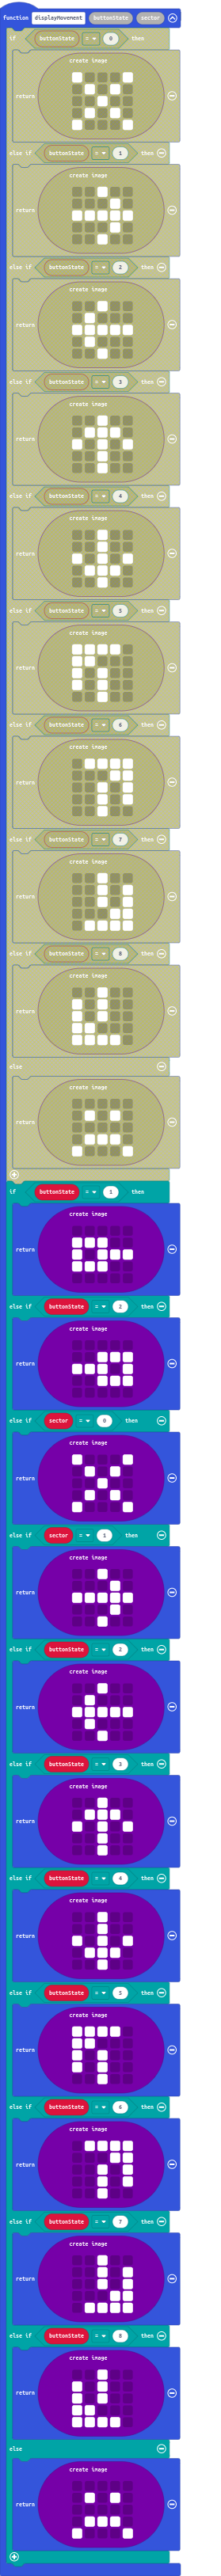 function displayMovement buttonState sector
if buttonState = 0 then
create image
return
else if buttonState = 1 then
create image
return
else if buttonState = 2 then
create image
return
else if buttonState = 3 then
create image
return
else if buttonState = 4 then
create image
return
else if buttonState = 5 then
create image
return
else if buttonState = 6 then
create image
return
else if buttonState = 7 then
create image
return
else if buttonState = 8 then
create image
return
else
create image
return
if buttonState = 1 then
create image
return
else if buttonState = 2 then
create image
return
else if sector = 0 then
create image
return
else if sector = 1 then
create image
return
else if buttonState = 2 then
create image
return
else if buttonState = 3 then
create image
return
else if buttonState = 4 then
create image
return
else if buttonState = 5 then
create image
return
else if buttonState = 6 then
create image
return
else if buttonState = 7 then
create image
return
else if buttonState = 8 then
create image
return
else
create image
return